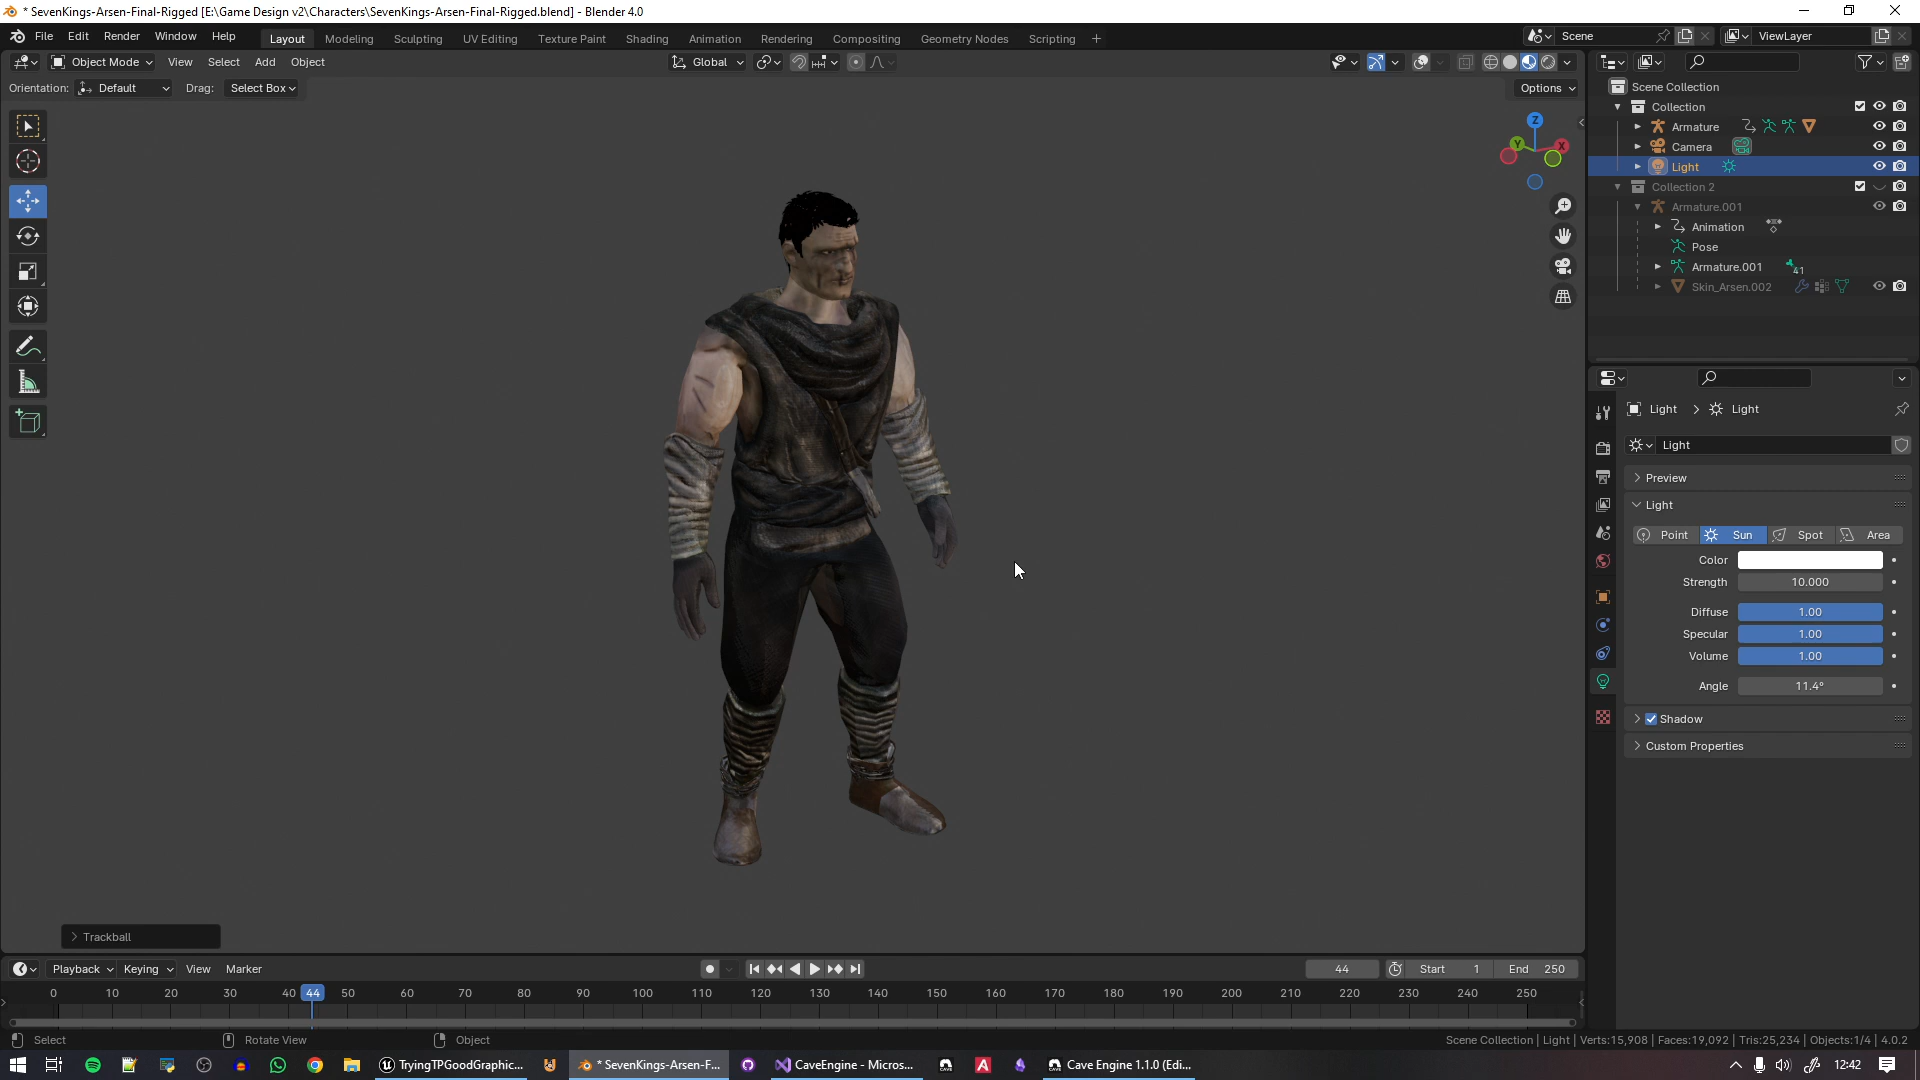 * SevenKings-Arsen-Final-Rigged [E:\Game Design v2\Characters\SevenKings-Arsen-Final-Rigged.blend] - Blender 4.0
File Edit Render Window Help Layout Modeling Sculpting UV Editing Texture Paint Shading Animation Rendering Compositing Geometry Nodes Scripting + Scene ViewLayer
Object Mode View Select Add Object Global
Orientation: Default Drag: Select Box Options
Z
Y X
Scene Collection
Collection
Armature
Camera
Light
Collection 2
Armature.001
Animation
Pose
Armature.001 41
Skin_Arsen.002
Light > Light
Light
Preview
Light
Point Sun Spot Area
Color
Strength 10.000
Diffuse 1.00
Specular 1.00
Volume 1.00
Angle 11.4°
Shadow
Custom Properties
Trackball
Playback Keying View Marker 44 Start 1 End 250
0 10 20 30 40 44 50 60 70 80 90 100 110 120 130 140 150 160 170 180 190 200 210 220 230 240 250
Select Rotate View Object Scene Collection | Light | Verts:15,908 | Faces:19,092 | Tris:25,234 | Objects:1/4 | 4.0.2
TryingTPGoodGraphic... * SevenKings-Arsen-F... CaveEngine - Micros... Cave Engine 1.1.0 (Edi... 12:42